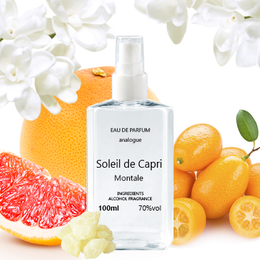 EAU DE PARFUM
analogue
Soleil de Capri
Montale
INGREDIENTS
ALCOHOL FRAGRANCE
100ml 70%vol